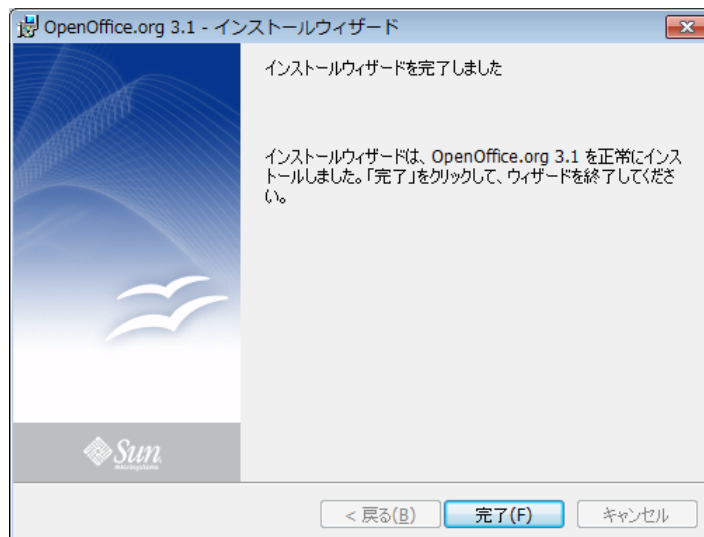 OpenOffice.org 3.1 - インストールウィザード
インストールウィザードを完了しました
インストールウィザードは、OpenOffice.org 3.1 を正常にインス
トールしました。「完了」をクリックして、ウィザードを終了してくださ
い。
Sun
microsystems
< 戻る(B)
完了(F)
キャンセル